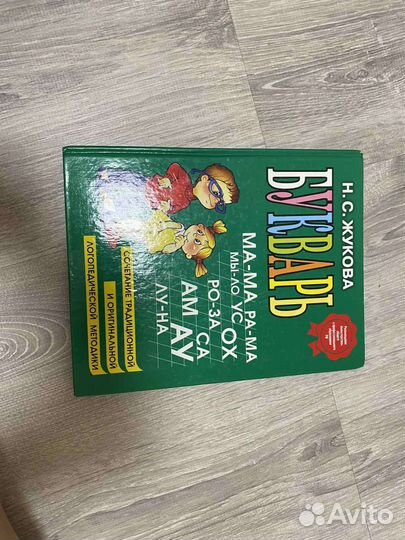 Н.С. ЖУКОВА
БУКВАРЬ
МА-МА РА-МА
МЫ-ЛО УС
РО-ЗА ОХ
АМ СА
АУ
ЛУ-НА
СОЧЕТАНИЕ ТРАДИЦИОННОЙ
И ОРИГИНАЛЬНОЙ
ЛОГОПЕДИЧЕСКОЙ МЕТОДИКИ
Avito